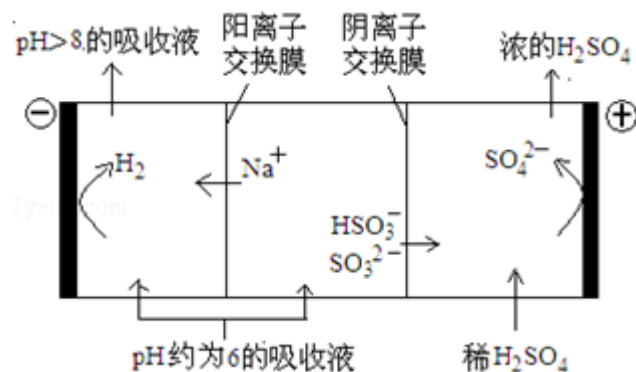 pH>8.的吸收液
阳离子
交换膜
阴离子
交换膜
浓的H₂SO₄
⊖
⊕
H₂
Na⁺
SO₄²⁻
HSO₃⁻
SO₃²⁻
pH约为6的吸收液
稀H₂SO₄